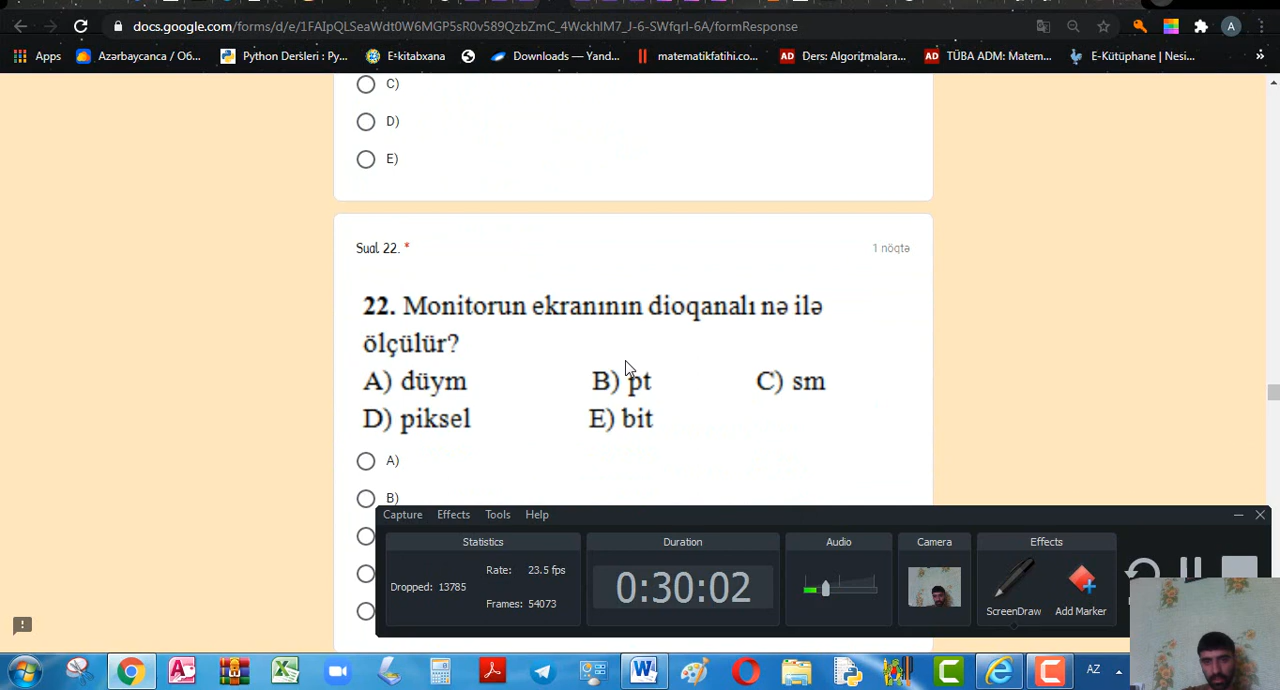 docs.google.com/forms/d/e/1FAIpQLSeaWdt0W6MGP5sR0v589QzbZmC_4WckhlM7_J-6-SWfqrI-6A/formResponse
A
Apps Azərbaycanca / Об... Python Dersleri : Py... E-kitabxana Downloads — Yand... matematikfatihi.co... AD Ders: Algoritmalara... AD TÜBA ADM: Matem... E-Kütüphane | Nesi... »
C)
D)
E)
Sual 22. *
1 nöqtə
22. Monitorun ekranının dioqanalı nə ilə
ölçülür?
A) düym B) pt C) sm
D) piksel E) bit
A)
B)
Capture Effects Tools Help
Statistics Duration Audio Camera Effects
Rate: 23.5 fps
Dropped: 13785
Frames: 54073
0:30:02
ScreenDraw Add Marker
AZ